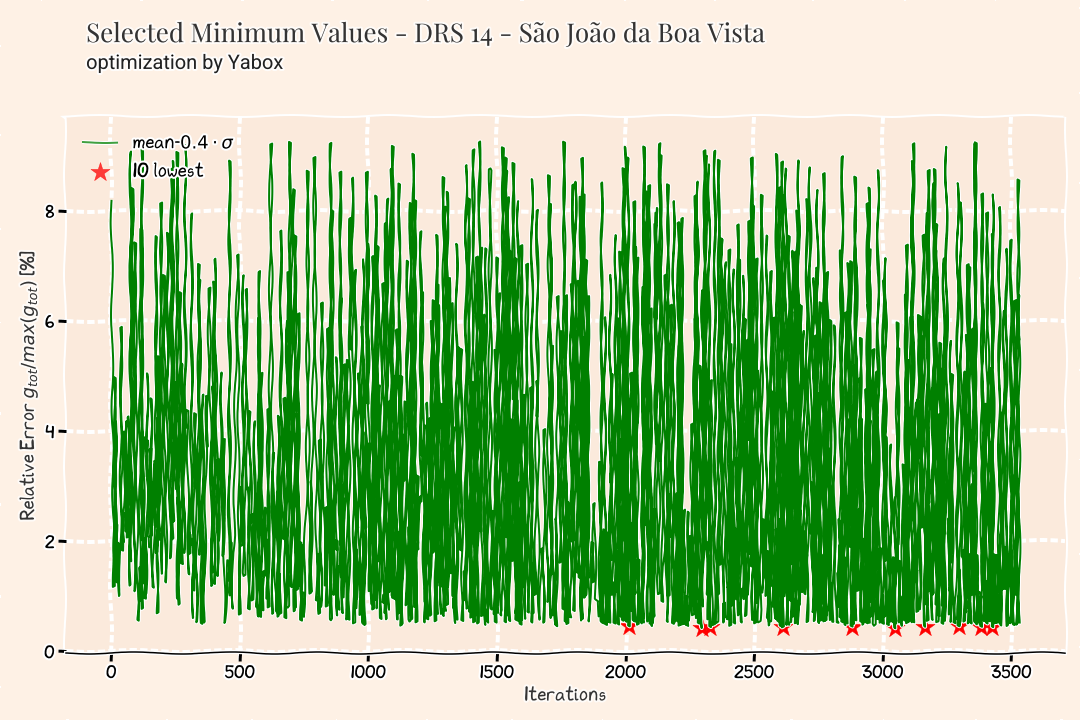 Selected Minimum Values - DRS 14 - São João da Boa Vista
optimization by Yabox
mean-0.4 · σ
10 lowest
Relative Error g_tot/max(g_tot) [%]
8
6
4
2
0
0 500 1000 1500 2000 2500 3000 3500
Iterations